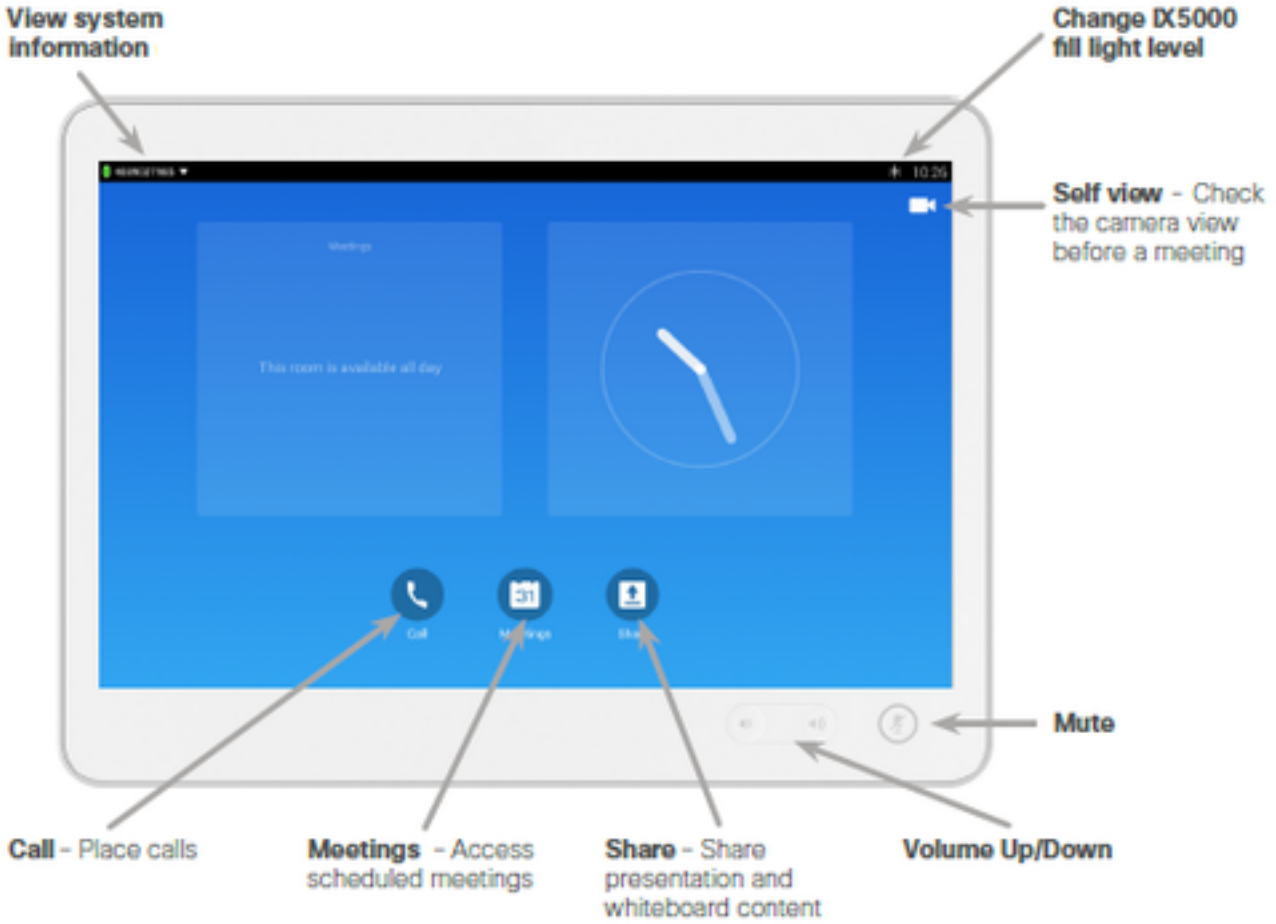 View system
information
Change IX5000
fill light level
10:26
Self view - Check
the camera view
before a meeting
Meetings
This room is available all day
31
Call
Meetings
Share
Mute
Call - Place calls
Meetings - Access
scheduled meetings
Share - Share
presentation and
whiteboard content
Volume Up/Down